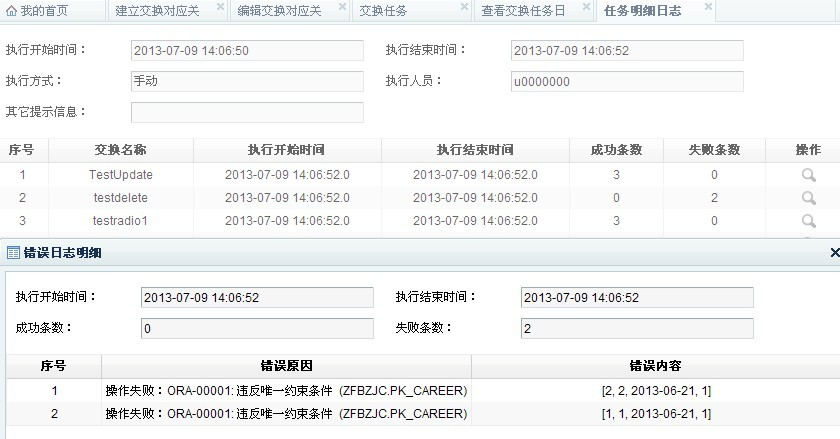 我的首页 建立交换对应关 编辑交换对应关 交换任务 查看交换任务日 任务明细日志
执行开始时间： 2013-07-09 14:06:50 执行结束时间： 2013-07-09 14:06:52
执行方式： 手动 执行人员： u0000000
其它提示信息：
序号 交换名称 执行开始时间 执行结束时间 成功条数 失败条数 操作
1 TestUpdate 2013-07-09 14:06:52.0 2013-07-09 14:06:52.0 3 0
2 testdelete 2013-07-09 14:06:52.0 2013-07-09 14:06:52.0 0 2
3 testradio1 2013-07-09 14:06:52.0 2013-07-09 14:06:52.0 3 0
错误日志明细
执行开始时间： 2013-07-09 14:06:52 执行结束时间： 2013-07-09 14:06:52
成功条数： 0 失败条数： 2
序号 错误原因 错误内容
1 操作失败：ORA-00001: 违反唯一约束条件 (ZFBZJC.PK_CAREER) [2, 2, 2013-06-21, 1]
2 操作失败：ORA-00001: 违反唯一约束条件 (ZFBZJC.PK_CAREER) [1, 1, 2013-06-21, 1]